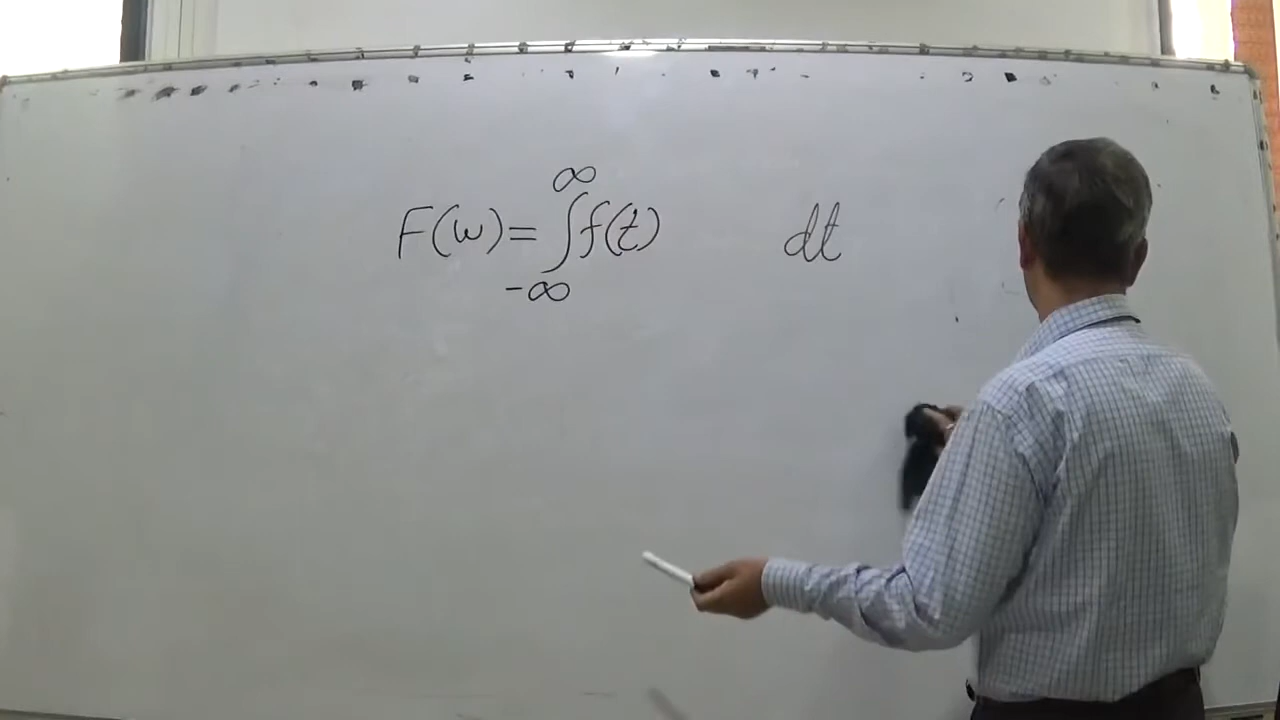 F(w) = ∫_{-∞}^{∞} f(t) dt